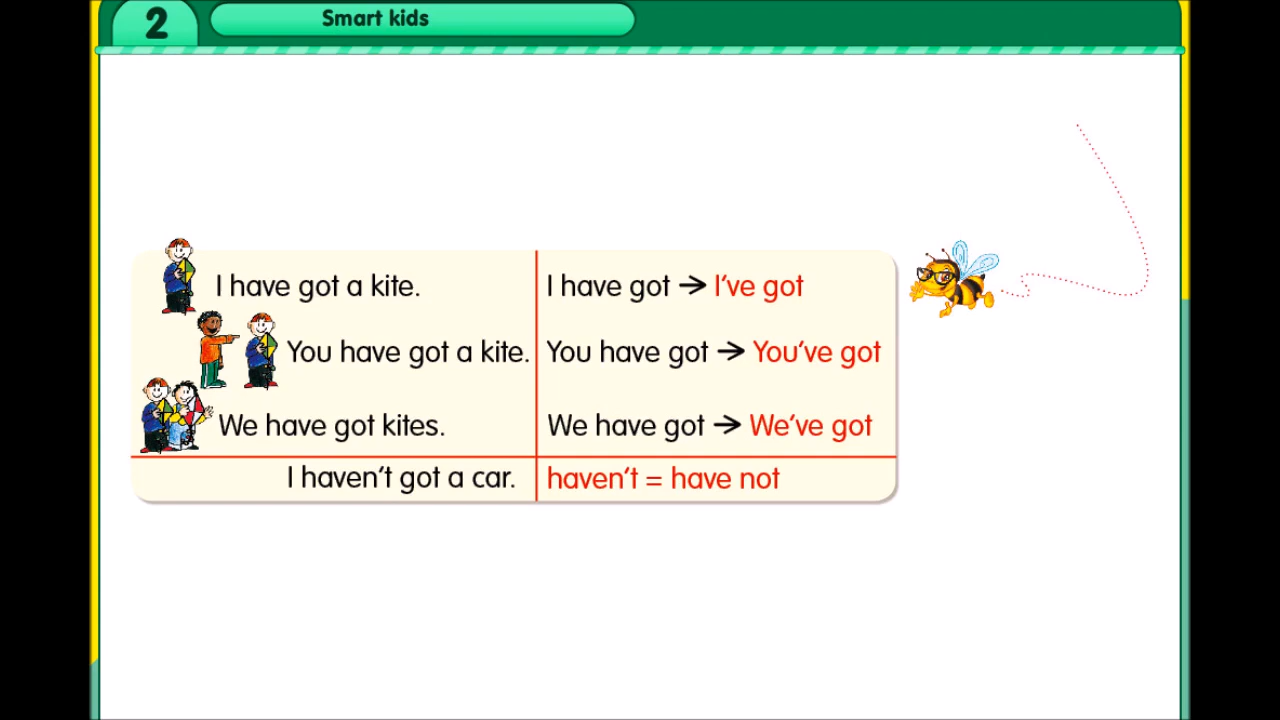 2
Smart kids
I have got a kite.
I have got → I've got
You have got a kite.
You have got → You've got
We have got kites.
We have got → We've got
I haven't got a car.
haven't = have not